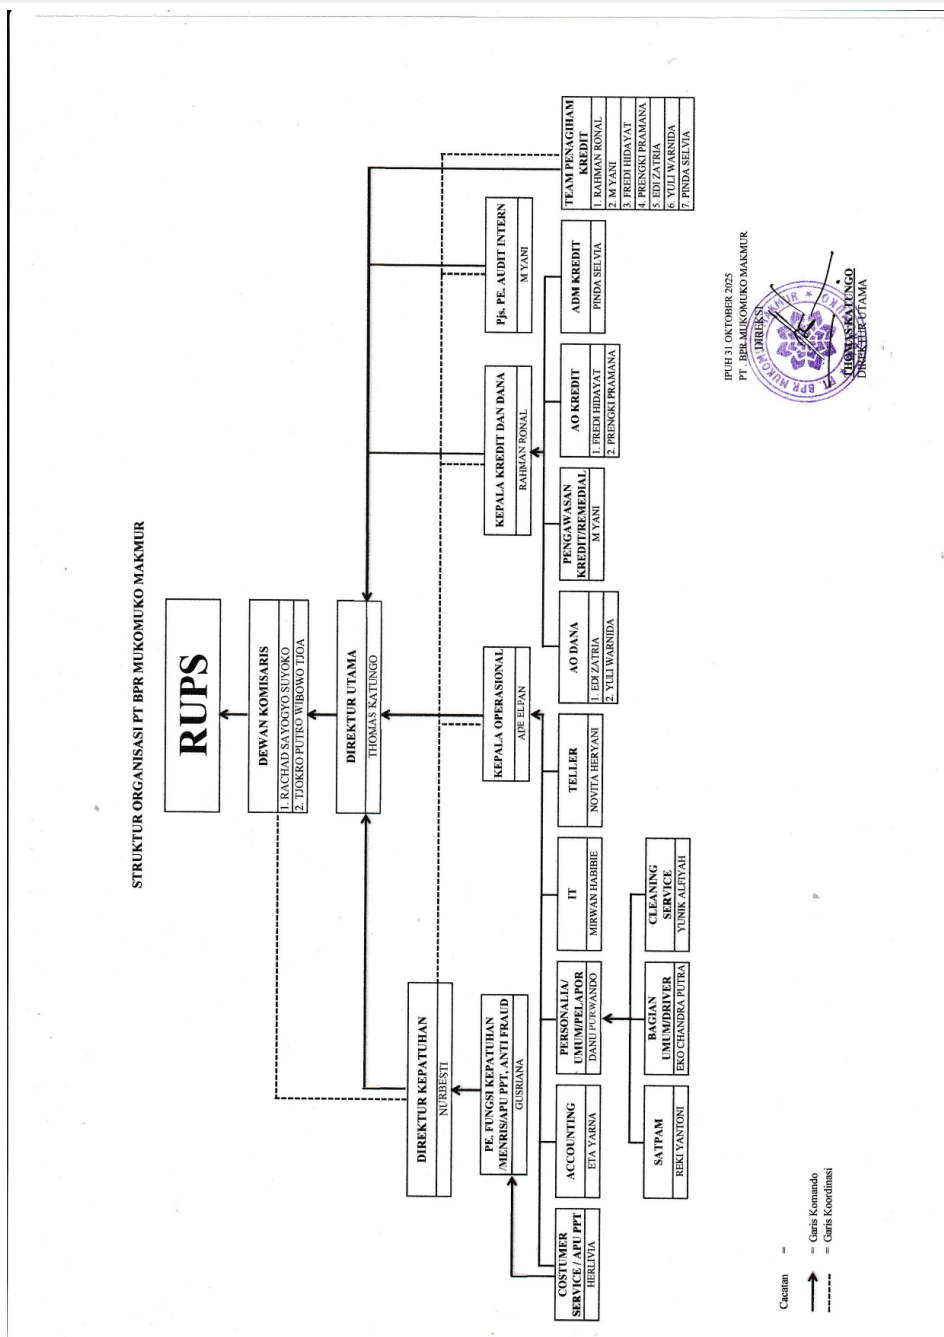 STRUKTUR ORGANISASI PT BPR MUKOMUKO MAKMUR
RUPS
DEWAN KOMISARIS
1. RACHAD SAYOGYO SUYOKO
2. TJOKRO PUTRO WIBOWO TJOA
DIREKTUR UTAMA
THOMAS KATUNGO
DIREKTUR KEPATUHAN
NURBESTI
PE. FUNGSI KEPATUHAN
/MENRIS/APU PPT, ANTI FRAUD
GUSRIANA
KEPALA OPERASIONAL
ADE ELPAN
KEPALA KREDIT DAN DANA
RAHMAN RONAL
Pjs. PE. AUDIT INTERN
M YANI
TEAM PENAGIHAM
KREDIT
1. RAHMAN RONAL
2. M YANI
3. FREDI HIDAYAT
4. PRENGKI PRAMANA
5. EDI ZATRIA
6. YULI WARNIDA
7. PINDA SELVIA
COSTUMER
SERVICE / APU PPT
HERLIVIA
ACCOUNTING
ETA YARNA
PERSONALIA/
UMUM/PELAPOR
DANU PURWANDO
IT
MIRWAN HABIBIE
TELLER
NOVITA HERYANI
AO DANA
1. EDI ZATRIA
2. YULI WARNIDA
PENGAWASAN
KREDIT/REMEDIAL
M YANI
AO KREDIT
1. FREDI HIDAYAT
2. PRENGKI PRAMANA
ADM KREDIT
PINDA SELVIA
SATPAM
REKI YANTONI
BAGIAN
UMUM/DRIVER
EKO CHANDRA PUTRA
CLEANING
SERVICE
YUNIK ALFIYAH
IPUH 31 OKTOBER 2025
PT . BPR MUKOMUKO MAKMUR
DIREKSI
PT. BPR MUKOMUKO MAKMUR
THOMAS KATUNGO
DIREKTUR UTAMA
Cacatan =
= Garis Komando
= Garis Koordinasi